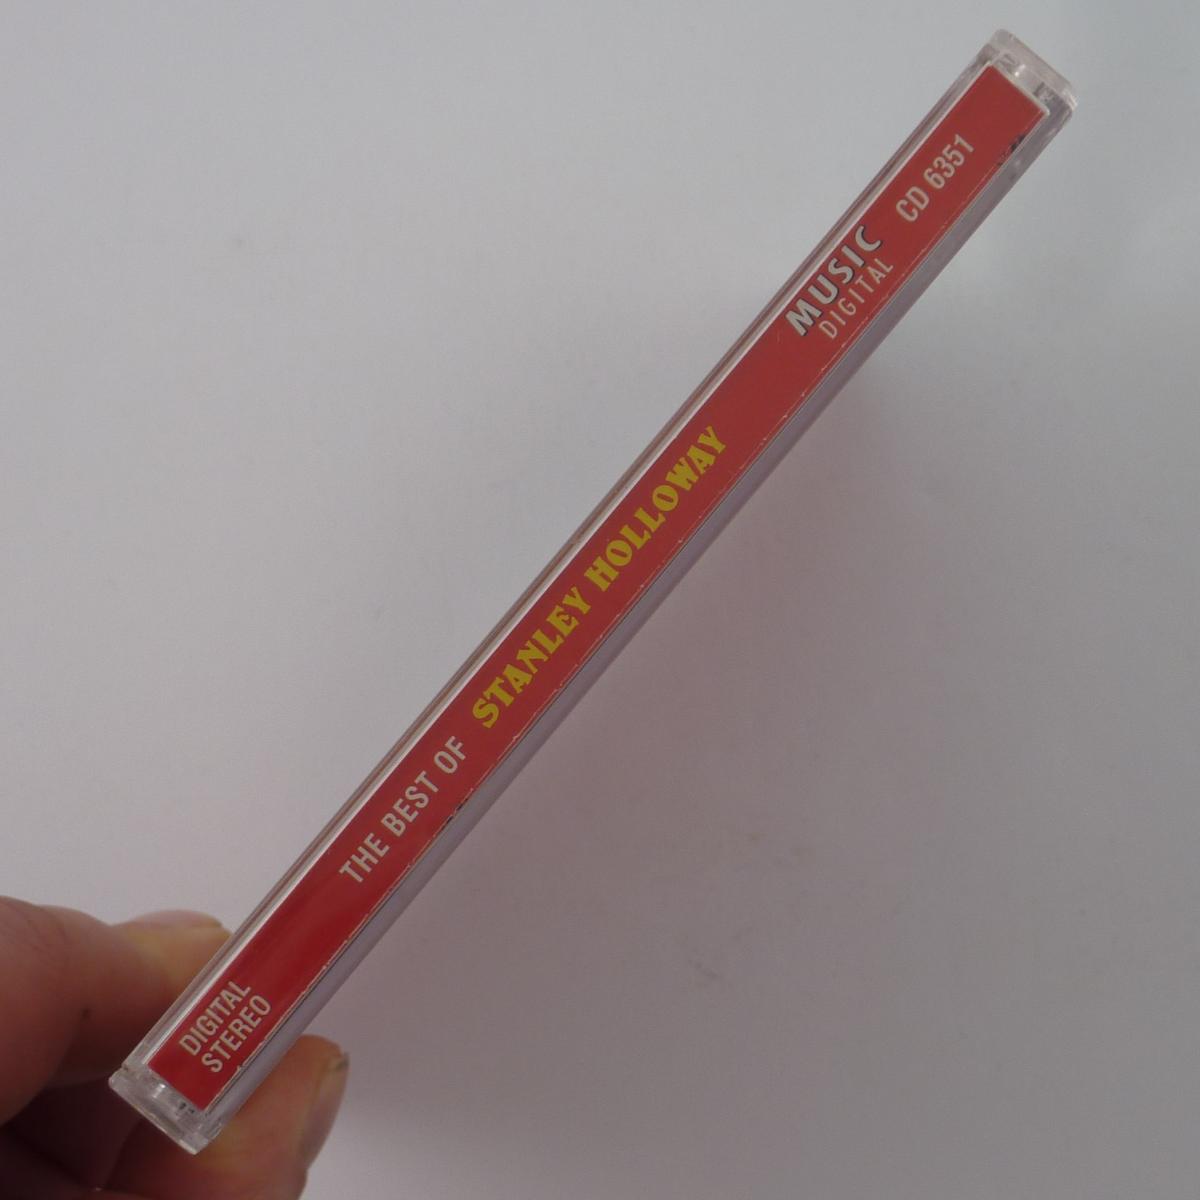 DIGITAL
STEREO
THE BEST OF STANLEY HOLLOWAY
MUSIC
DIGITAL
CD 6351